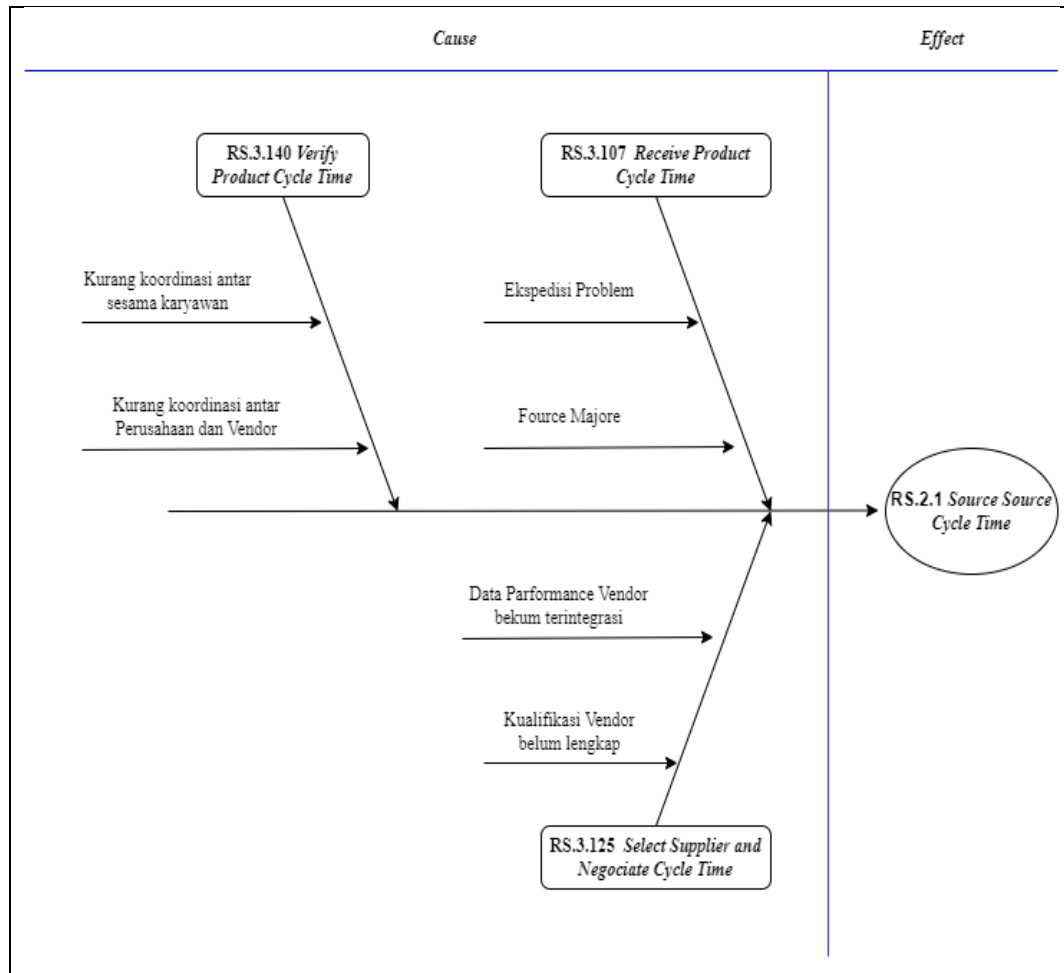 Cause
Effect
RS.3.140 Verify
Product Cycle Time
RS.3.107 Receive Product
Cycle Time
Kurang koordinasi antar
sesama karyawan
Ekspedisi Problem
Kurang koordinasi antar
Perusahaan dan Vendor
Fource Majore
RS.2.1 Source Source
Cycle Time
Data Parformance Vendor
bekum terintegrasi
Kualifikasi Vendor
belum lengkap
RS.3.125 Select Supplier and
Negociate Cycle Time